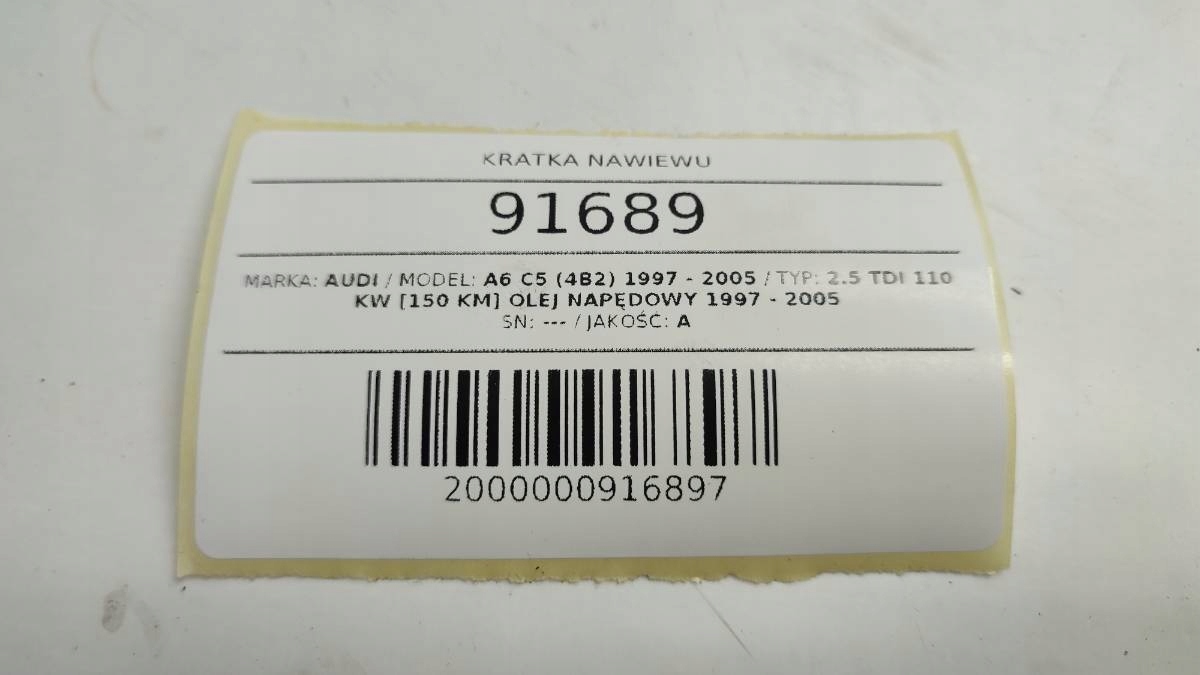 KRATKA NAWIEWU
91689
MARKA: AUDI / MODEL: A6 C5 (4B2) 1997 - 2005 / TYP: 2.5 TDI 110
KW [150 KM] OLEJ NAPĘDOWY 1997 - 2005
SN: --- / JAKOŚĆ: A
2000000916897